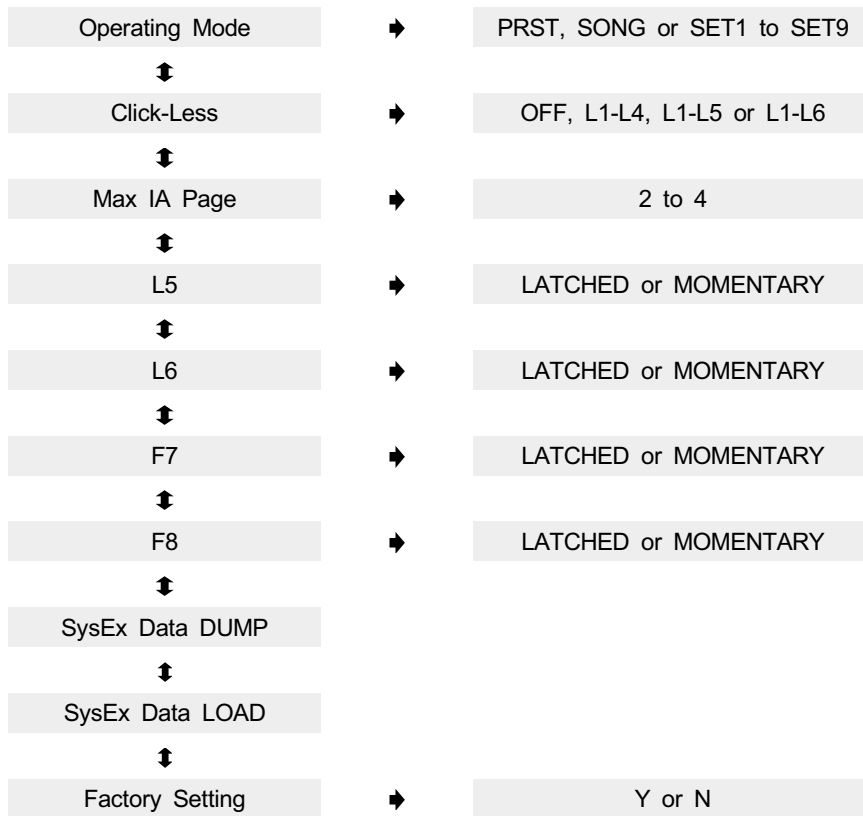 Operating Mode PRST, SONG or SET1 to SET9
Click-Less OFF, L1-L4, L1-L5 or L1-L6
Max IA Page 2 to 4
L5 LATCHED or MOMENTARY
L6 LATCHED or MOMENTARY
F7 LATCHED or MOMENTARY
F8 LATCHED or MOMENTARY
SysEx Data DUMP
SysEx Data LOAD
Factory Setting Y or N